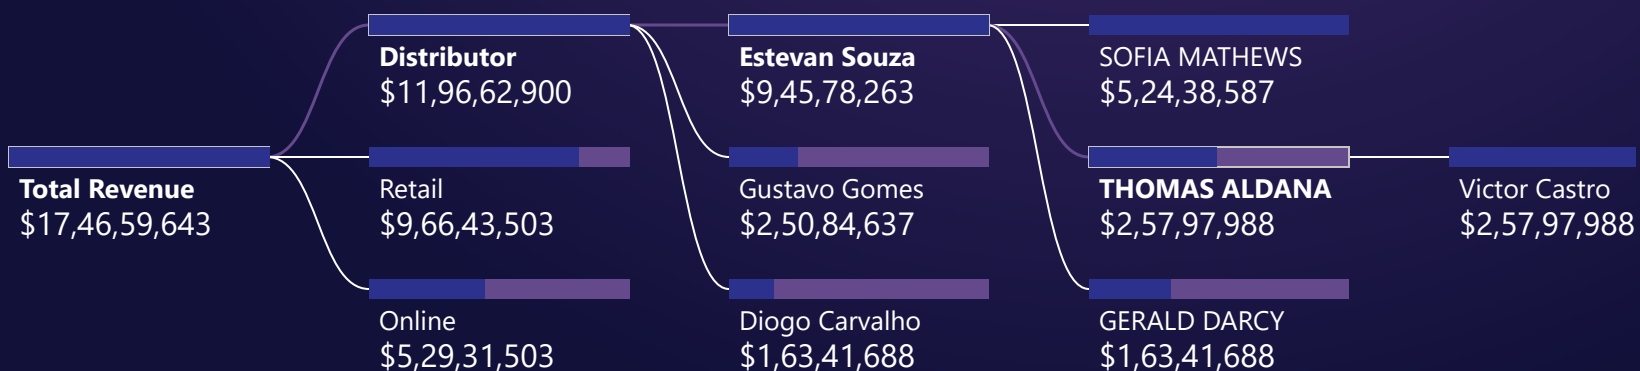 Total Revenue
$17,46,59,643
Distributor
$11,96,62,900
Retail
$9,66,43,503
Online
$5,29,31,503
Estevan Souza
$9,45,78,263
Gustavo Gomes
$2,50,84,637
Diogo Carvalho
$1,63,41,688
SOFIA MATHEWS
$5,24,38,587
THOMAS ALDANA
$2,57,97,988
GERALD DARCY
$1,63,41,688
Victor Castro
$2,57,97,988